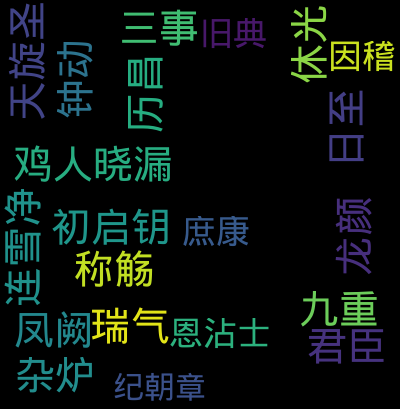 天旋圣
钟动
三事
旧典
历昌
休光
因稽
日至
鸡人晓漏
连雪净
初启钥
庶康
龙颜
称觞
九重
凤阙
瑞气
恩沾士
君臣
杂炉
纪朝章